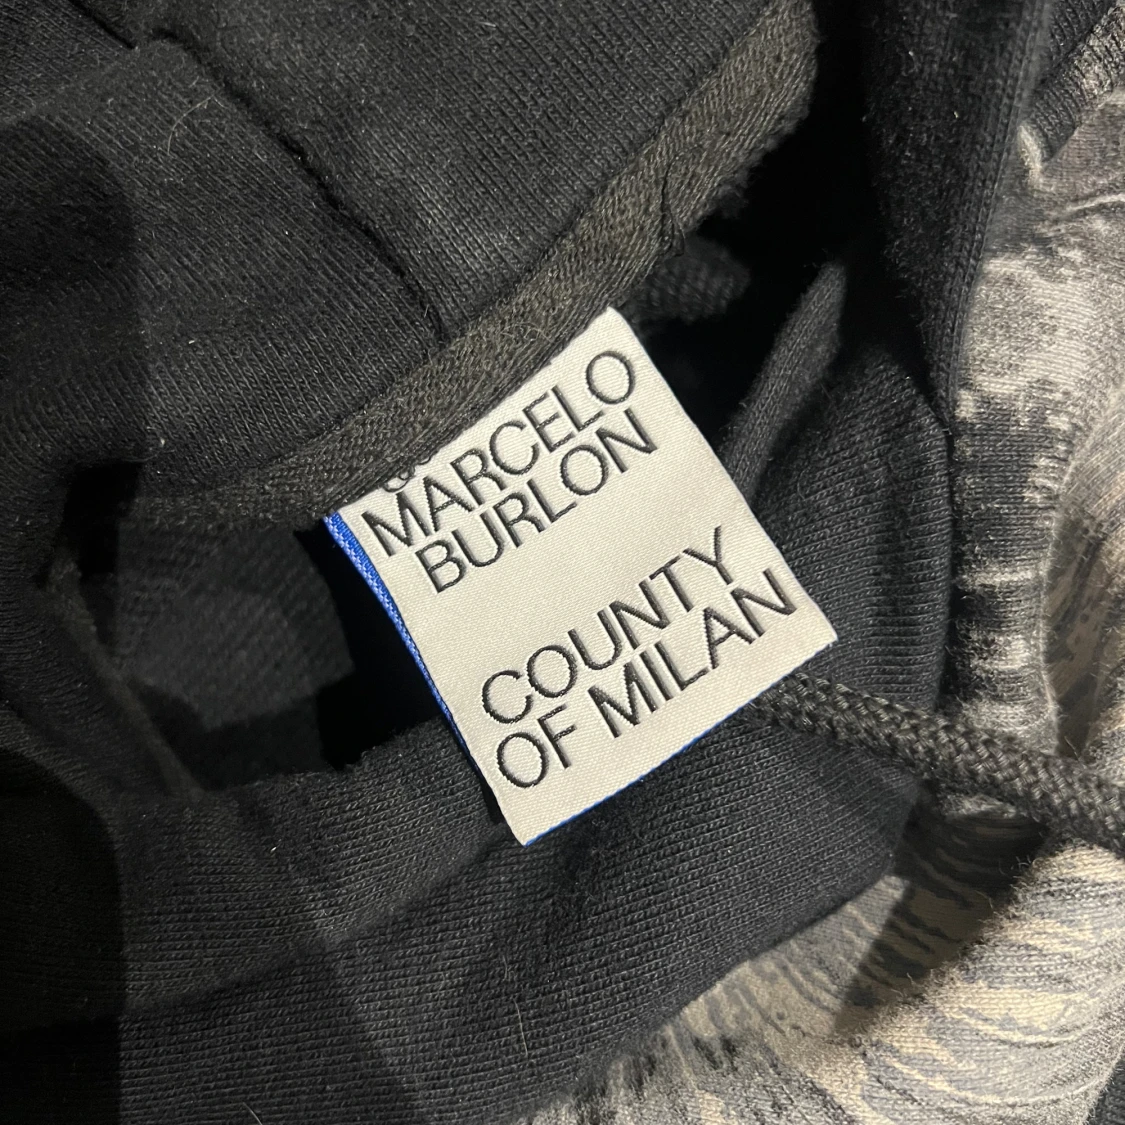 &
MARCELO
BURLON
COUNTY
OF MILAN